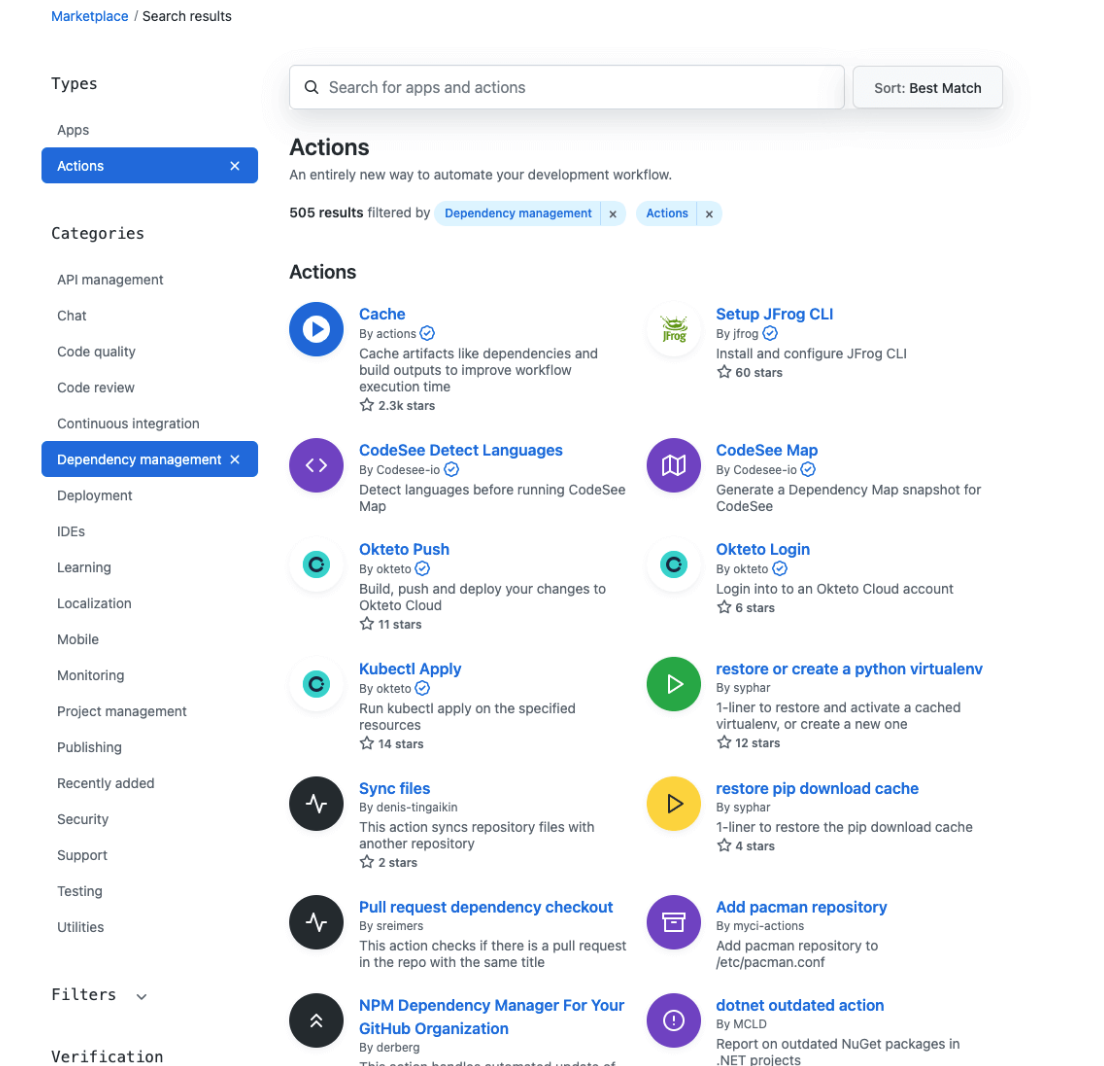 Marketplace / Search results
Types
Apps
Actions
Categories
API management
Chat
Code quality
Code review
Continuous integration
Dependency management
Deployment
IDEs
Learning
Localization
Mobile
Monitoring
Project management
Publishing
Recently added
Security
Support
Testing
Utilities
Filters
Verification
Search for apps and actions
Sort: Best Match
Actions
An entirely new way to automate your development workflow.
505 results filtered by Dependency management × Actions ×
Actions
Cache
By actions
Cache artifacts like dependencies and
build outputs to improve workflow
execution time
2.3k stars
Setup JFrog CLI
By jfrog
Install and configure JFrog CLI
60 stars
JFrog
CodeSee Detect Languages
By Codesee-io
Detect languages before running CodeSee
Map
CodeSee Map
By Codesee-io
Generate a Dependency Map snapshot for
CodeSee
Okteto Push
By okteto
Build, push and deploy your changes to
Okteto Cloud
11 stars
Okteto Login
By okteto
Login into to an Okteto Cloud account
6 stars
Kubectl Apply
By okteto
Run kubectl apply on the specified
resources
14 stars
restore or create a python virtualenv
By syphar
1-liner to restore and activate a cached
virtualenv, or create a new one
12 stars
Sync files
By denis-tingaikin
This action syncs repository files with
another repository
2 stars
restore pip download cache
By syphar
1-liner to restore the pip download cache
4 stars
Pull request dependency checkout
By sreimers
This action checks if there is a pull request
in the repo with the same title
Add pacman repository
By myci-actions
Add pacman repository to
/etc/pacman.conf
NPM Dependency Manager For Your
GitHub Organization
By derberg
This action handles automated update of
dotnet outdated action
By MCLD
Report on outdated NuGet packages in
.NET projects